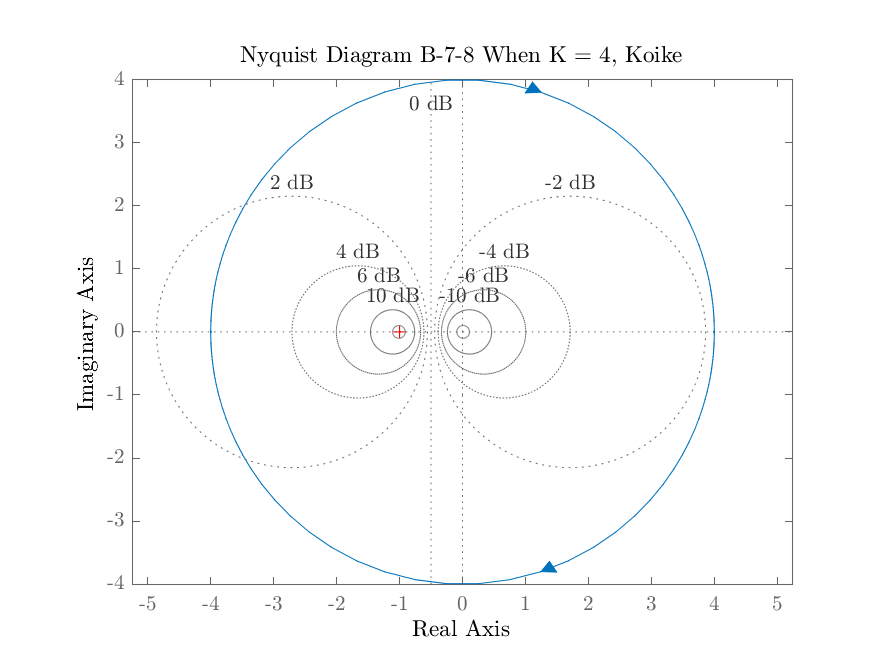 Nyquist Diagram B-7-8 When K = 4, Koike
4
0 dB
3
2 dB
-2 dB
2
4 dB
-4 dB
1
6 dB
-6 dB
10 dB
-10 dB
0
Imaginary Axis
-1
-2
-3
-4
-5 -4 -3 -2 -1 0 1 2 3 4 5
Real Axis